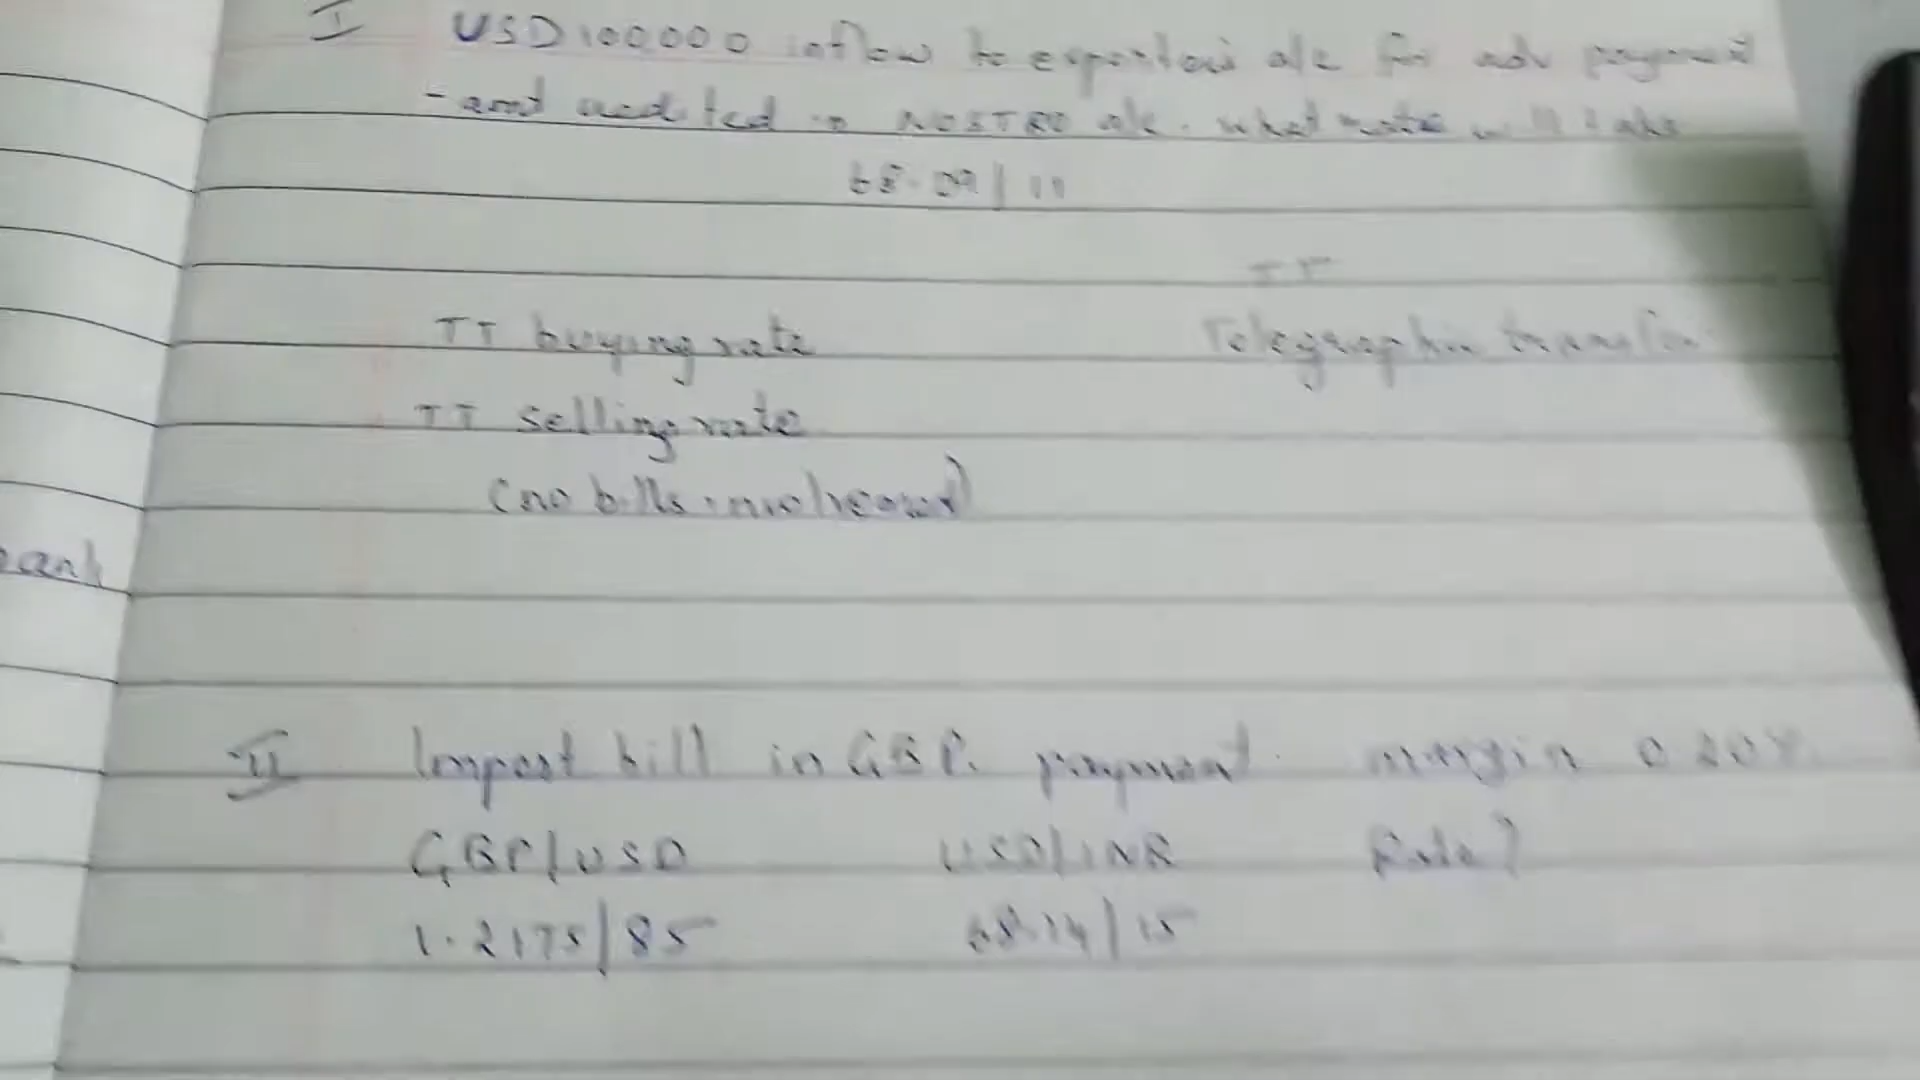 I USD 100000 inflow to exporter's a/c for adv payment
- and credited in NOSTRO a/c. what rate will take
68.09/11
TT
TT buying rate Telegraphic transfer
TT selling rate
(no bills involved)
II Import bill in GBP. payment. margin 0.20%.
GBP/USD USD/INR Rate?
1.2175/85 68.14/15